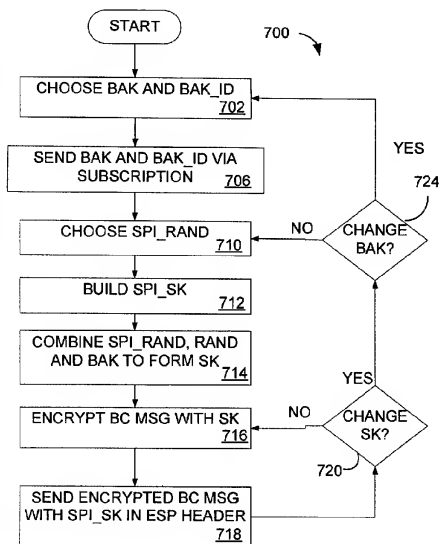 START
700
CHOOSE BAK AND BAK_ID
702
SEND BAK AND BAK_ID VIA
SUBSCRIPTION
706
YES
724
CHOOSE SPI_RAND
710
NO
CHANGE
BAK?
BUILD SPI_SK
712
COMBINE SPI_RAND, RAND
AND BAK TO FORM SK
714
YES
ENCRYPT BC MSG WITH SK
716
NO
CHANGE
SK?
720
SEND ENCRYPTED BC MSG
WITH SPI_SK IN ESP HEADER
718